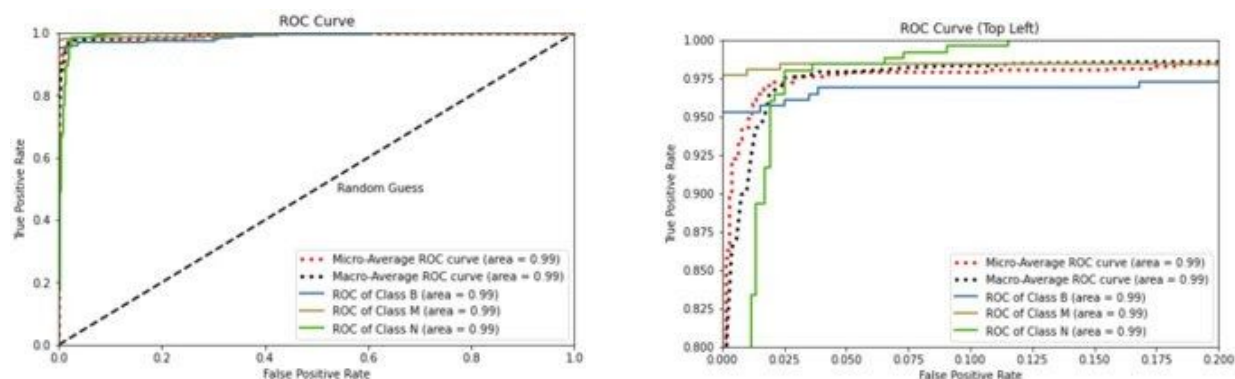 ROC Curve
True Positive Rate
1.0
0.8
0.6
0.4
0.2
0.0
Random Guess
Micro-Average ROC curve (area = 0.99)
Macro-Average ROC curve (area = 0.99)
ROC of Class B (area = 0.99)
ROC of Class M (area = 0.99)
ROC of Class N (area = 0.99)
0.0 0.2 0.4 0.6 0.8 1.0
False Positive Rate
ROC Curve (Top Left)
True Positive Rate
1.000
0.975
0.950
0.925
0.900
0.875
0.850
0.825
0.800
Micro-Average ROC curve (area = 0.99)
Macro-Average ROC curve (area = 0.99)
ROC of Class B (area = 0.99)
ROC of Class M (area = 0.99)
ROC of Class N (area = 0.99)
0.000 0.025 0.050 0.075 0.100 0.125 0.150 0.175 0.200
False Positive Rate